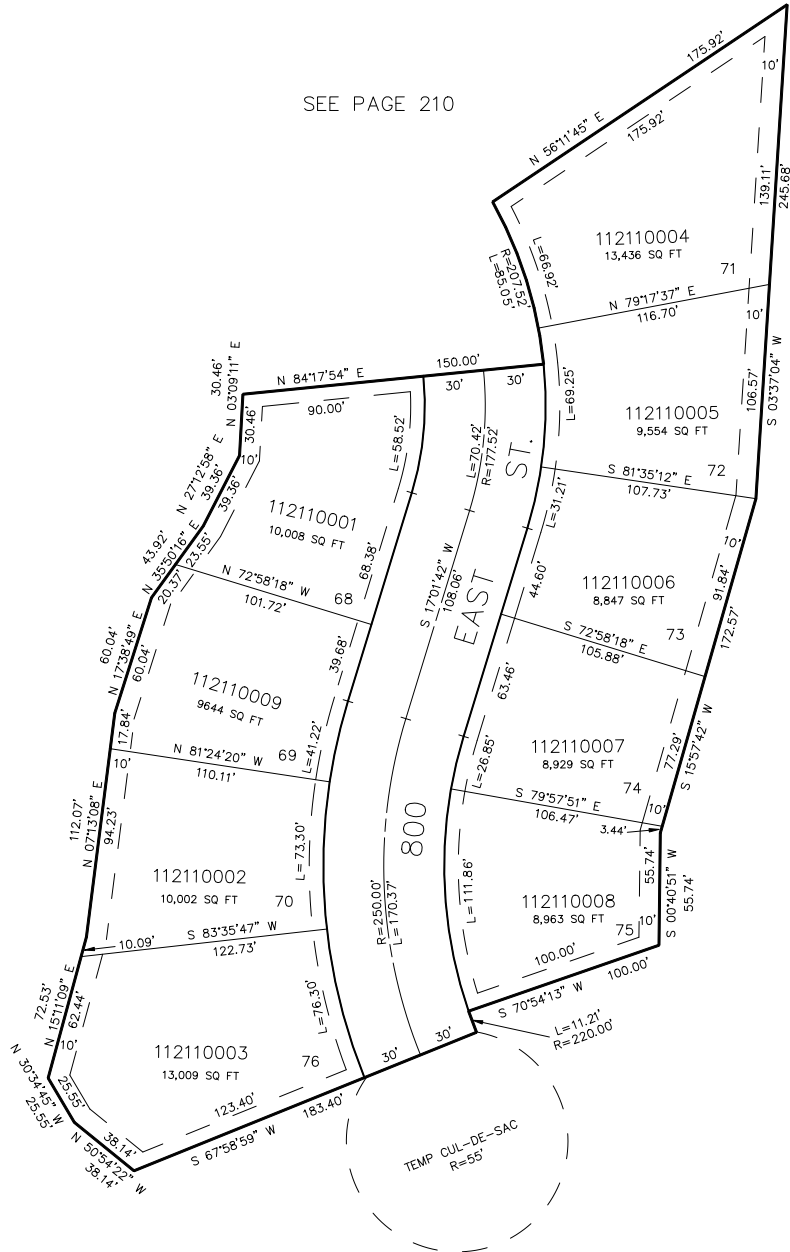 SEE PAGE 210
175.92'
N 56°11'45" E
175.92'
10'
139.11'
245.68'
112110004
13,436 SQ FT
71
L=66.92'
R=207.52'
L=85.05'
N 79°17'37" E
116.70'
10'
S 03°37'04" W
106.57'
L=69.25'
112110005
9,554 SQ FT
72
S 81°35'12" E
107.73'
30.46'
N 03°09'11" E
30.46'
N 84°17'54" E
150.00'
30'
30'
90.00'
L=58.52'
L=70.42'
R=177.52'
ST.
10'
N 27°12'58" E
39.36'
39.36'
112110001
10,008 SQ FT
68
68.38'
43.92'
N 35°50'16" E
23.55'
20.37'
N 72°58'18" W
101.72'
S 17°01'42" W
108.06'
EAST
L=31.21'
44.60'
10'
91.84'
172.57'
112110006
8,847 SQ FT
73
S 72°58'18" E
105.88'
60.04'
N 17°38'49" E
60.04'
17.84'
112110009
9644 SQ FT
69
39.68'
L=41.22'
N 81°24'20" W
110.11'
10'
63.46'
L=26.85'
112110007
8,929 SQ FT
74
77.29'
S 15°57'42" W
10'
S 79°57'51" E
106.47'
3.44'
112.07'
N 07°13'08" E
94.23'
112110002
10,002 SQ FT
70
L=73.30'
800
R=250.00'
L=170.37'
L=111.86'
112110008
8,963 SQ FT
75
55.74'
S 00°40'51" W
55.74'
10'
100.00'
S 70°54'13" W
100.00'
L=11.21'
R=220.00'
10.09'
S 83°35'47" W
122.73'
72.53'
N 15°11'09" E
62.44'
10'
112110003
13,009 SQ FT
76
L=76.30'
30'
30'
N 30°34'45" W
25.55'
25.55'
38.14'
N 50°54'22" W
38.14'
123.40'
S 67°58'59" W
183.40'
TEMP CUL-DE-SAC
R=55'